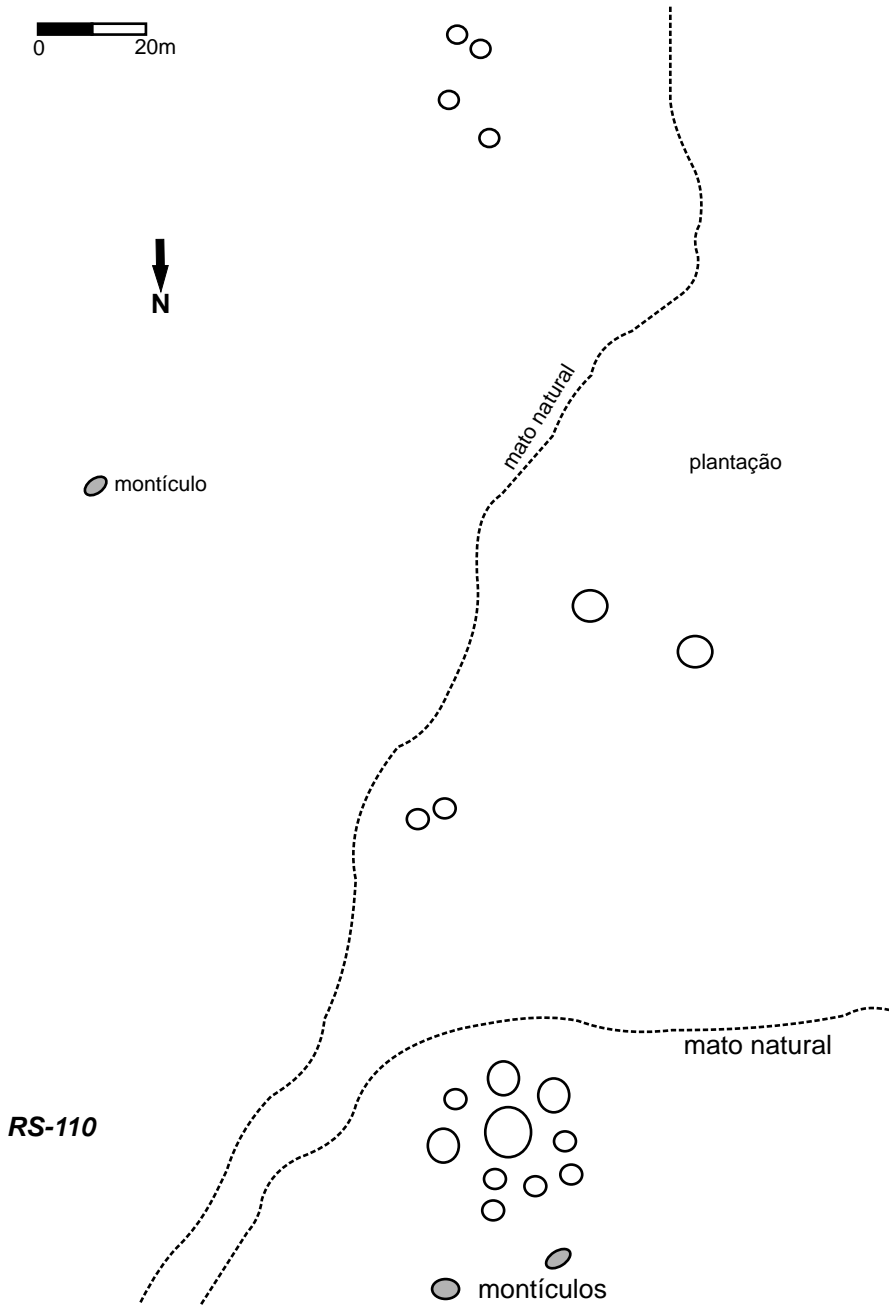 0 20m
N
mato natural
montículo
plantação
mato natural
RS-110
montículos